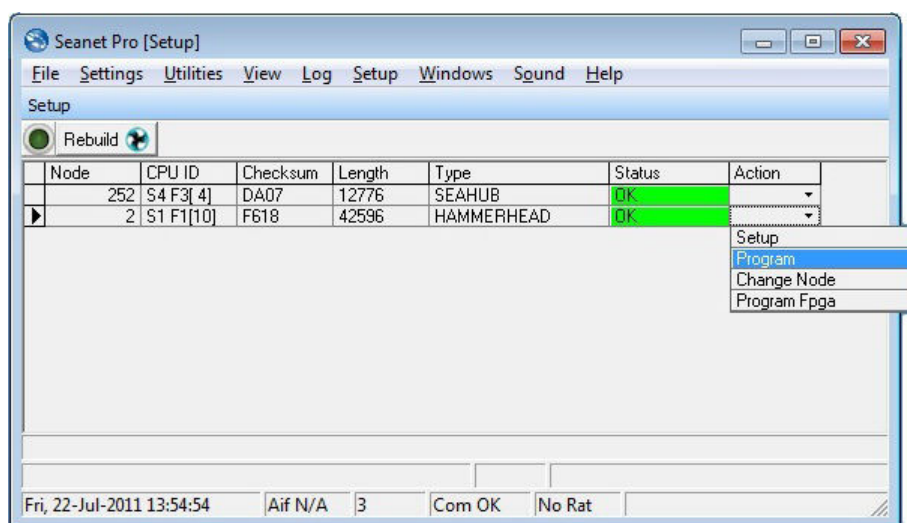 Seanet Pro [Setup]
File Settings Utilities View Log Setup Windows Sound Help
Setup
Rebuild
Node CPU ID Checksum Length Type Status Action
252 S4 F3[ 4] DA07 12776 SEAHUB OK
2 S1 F1[10] F618 42596 HAMMERHEAD OK
Setup
Program
Change Node
Program Fpga
Fri, 22-Jul-2011 13:54:54 Aif N/A 3 Com OK No Rat